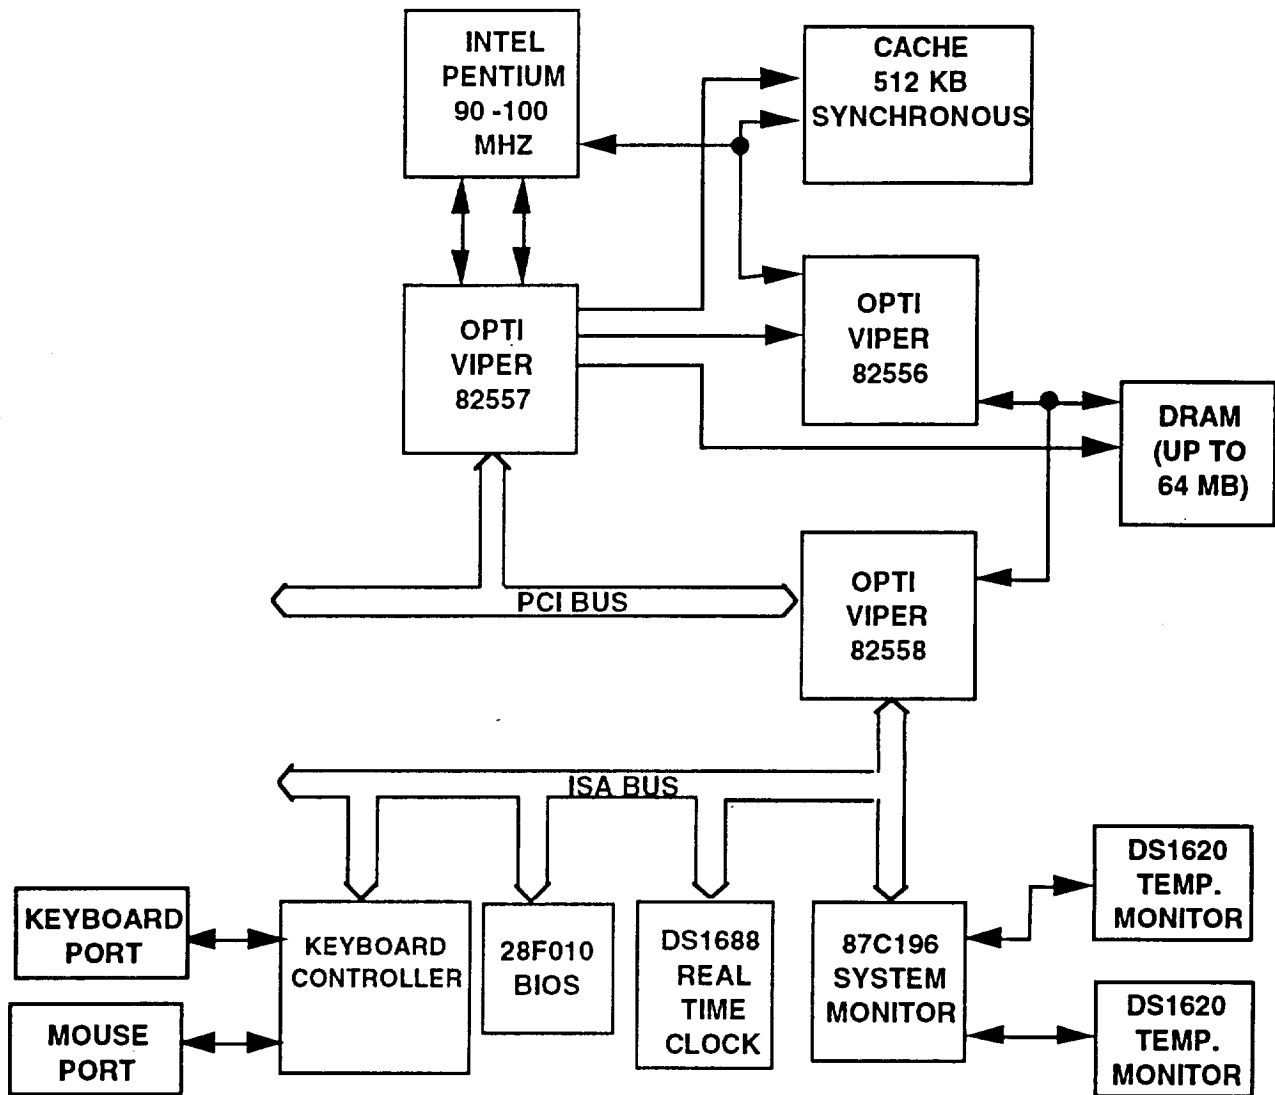 INTEL
PENTIUM
90 -100
MHZ
CACHE
512 KB
SYNCHRONOUS
OPTI
VIPER
82557
OPTI
VIPER
82556
DRAM
(UP TO
64 MB)
PCI BUS
OPTI
VIPER
82558
ISA BUS
KEYBOARD
PORT
MOUSE
PORT
KEYBOARD
CONTROLLER
28F010
BIOS
DS1688
REAL
TIME
CLOCK
87C196
SYSTEM
MONITOR
DS1620
TEMP.
MONITOR
DS1620
TEMP.
MONITOR